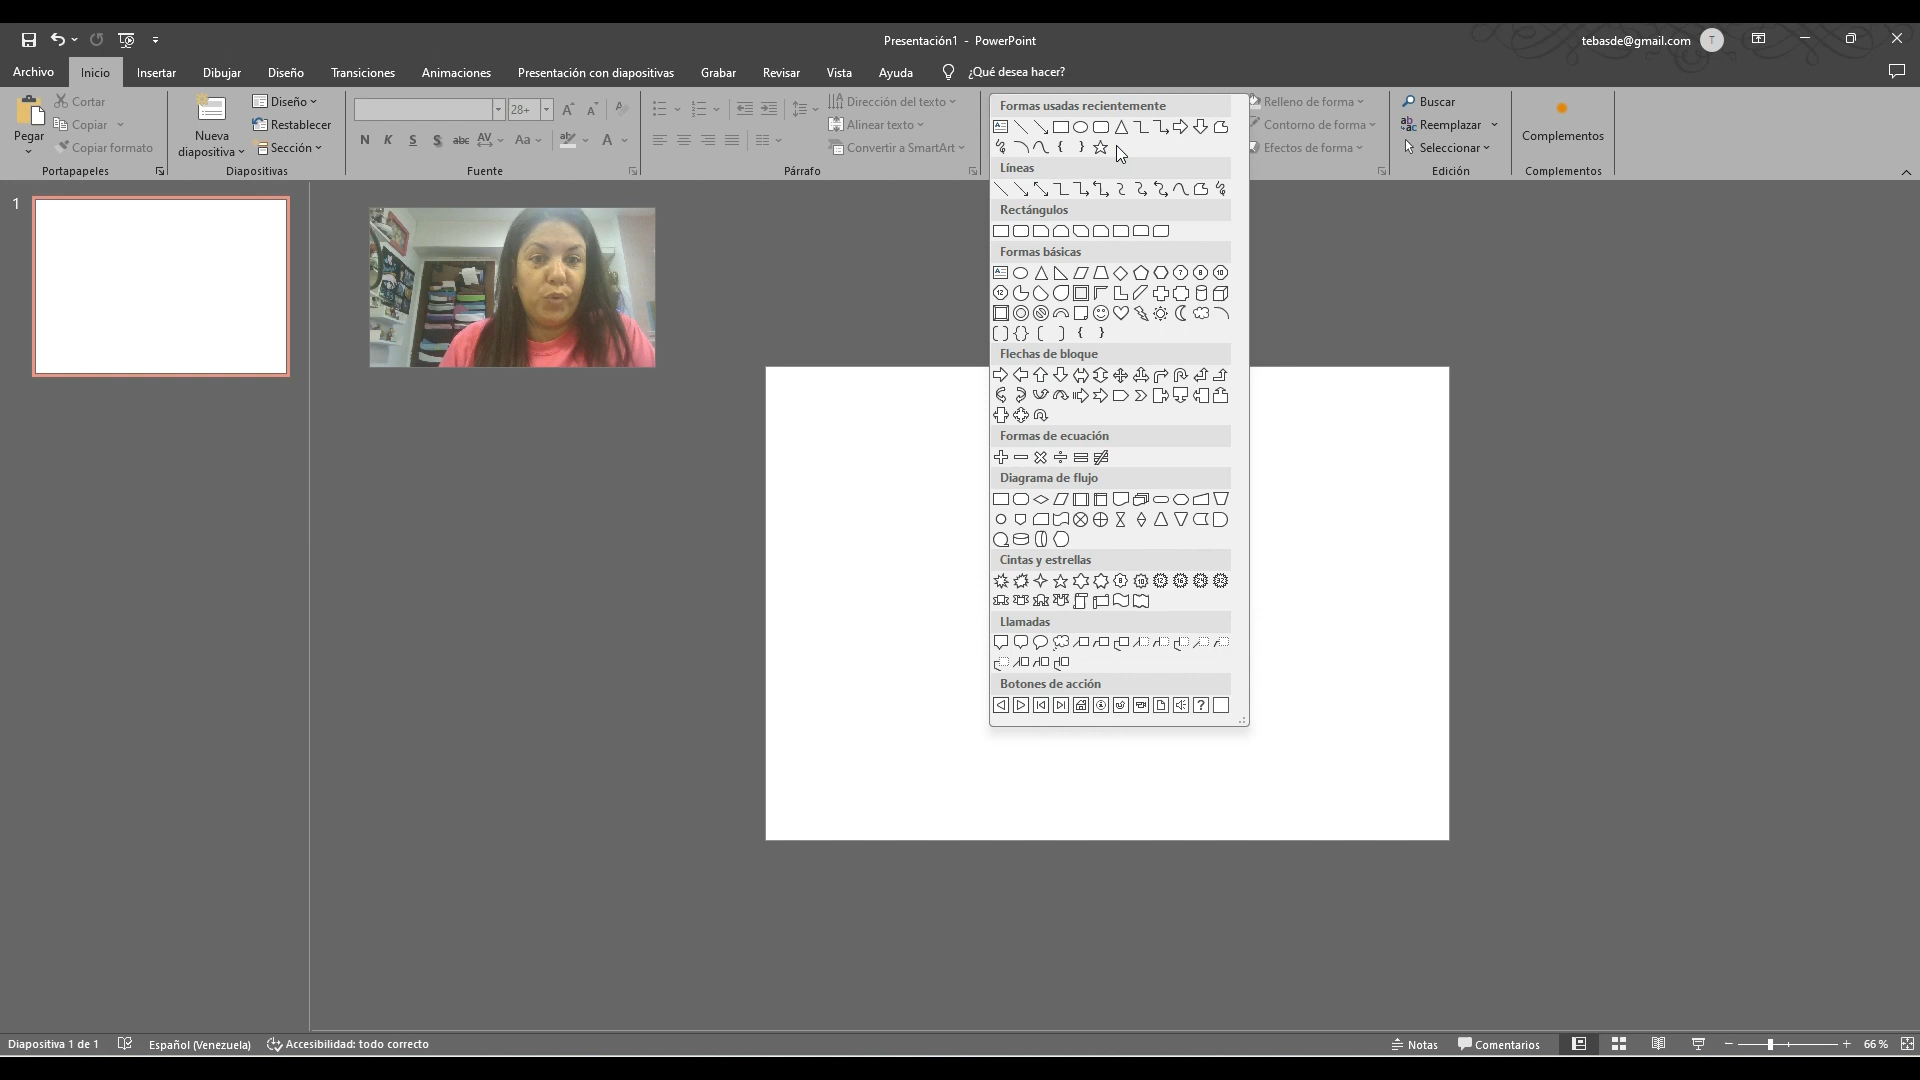 Presentación1 - PowerPoint
tebasde@gmail.com
T
Archivo
Inicio
Insertar
Dibujar
Diseño
Transiciones
Animaciones
Presentación con diapositivas
Grabar
Revisar
Vista
Ayuda
¿Qué desea hacer?
Pegar
Cortar
Copiar
Copiar formato
Portapapeles
Nueva
diapositiva
Diseño
Restablecer
Sección
Diapositivas
28+
N K S S abc AV Aa A
Fuente
Dirección del texto
Alinear texto
Convertir a SmartArt
Párrafo
Relleno de forma
Contorno de forma
Efectos de forma
Buscar
Reemplazar
Seleccionar
Edición
Complementos
Complementos
Formas usadas recientemente
Líneas
Rectángulos
Formas básicas
Flechas de bloque
Formas de ecuación
Diagrama de flujo
Cintas y estrellas
Llamadas
Botones de acción
1
Diapositiva 1 de 1
Español (Venezuela)
Accesibilidad: todo correcto
Notas
Comentarios
66 %